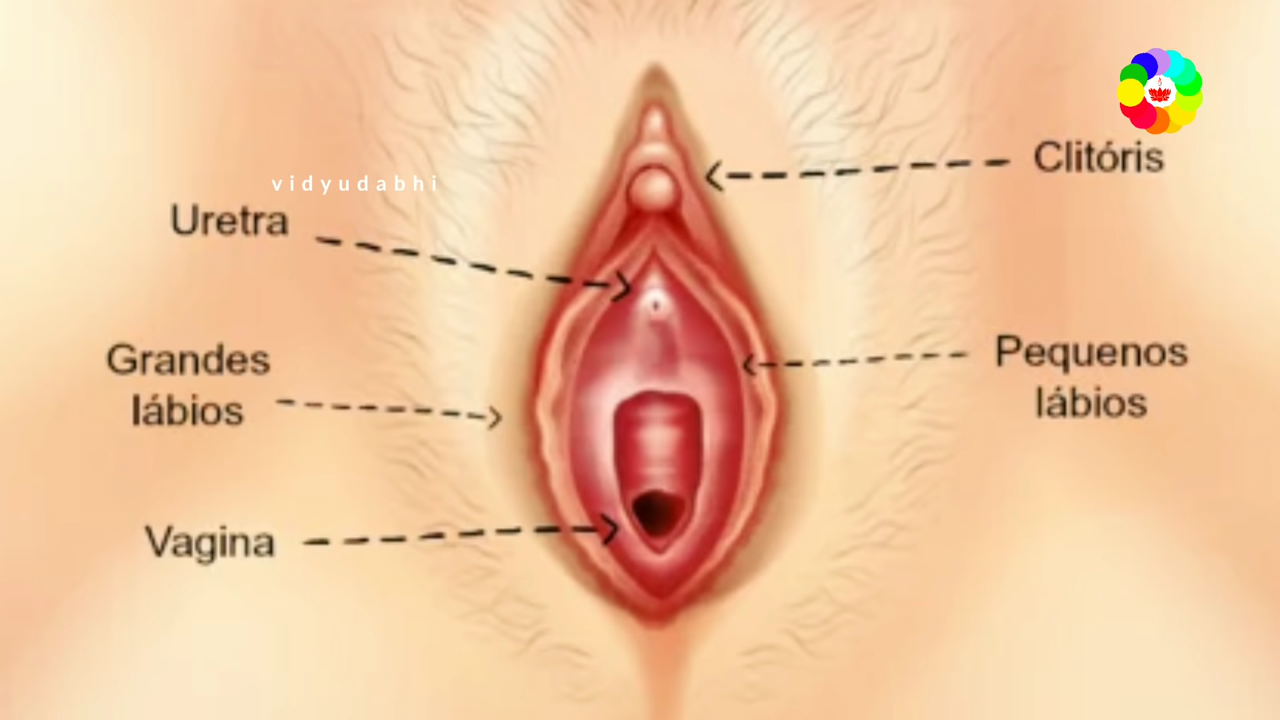 Clitóris
vidyudabhi
Uretra
Grandes
lábios
Pequenos
lábios
Vagina